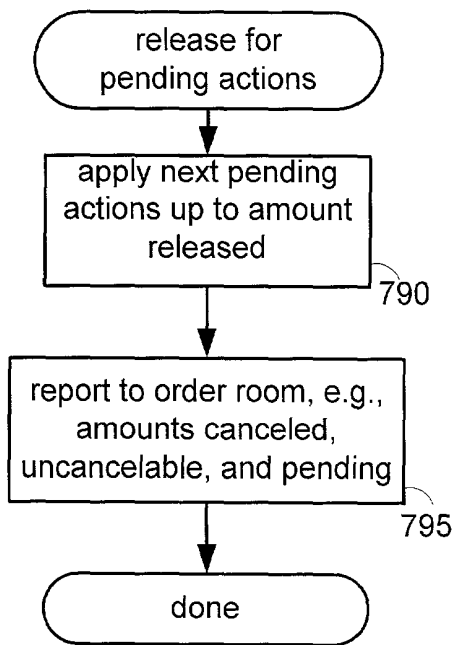 release for
pending actions
apply next pending
actions up to amount
released
790
report to order room, e.g.,
amounts canceled,
uncancelable, and pending
795
done